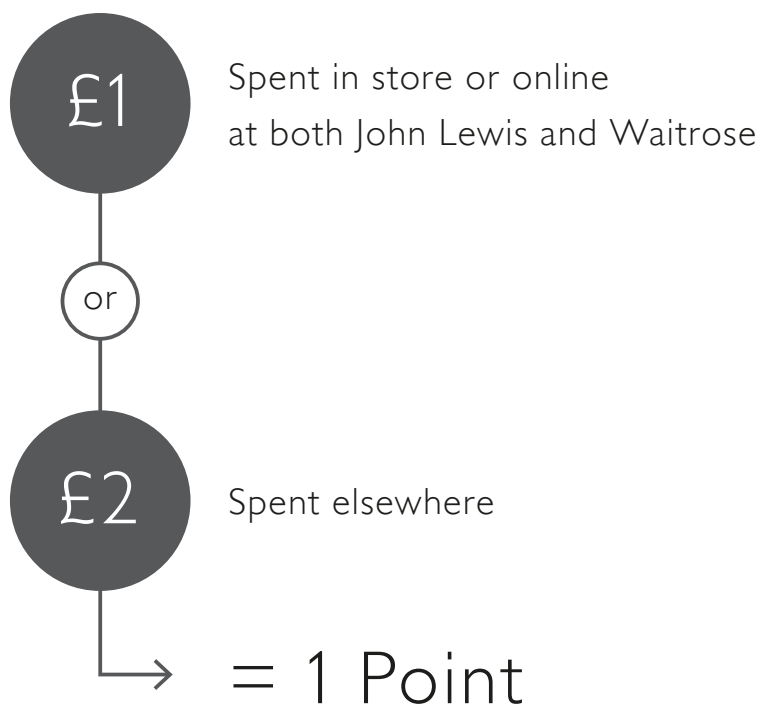 £1
Spent in store or online
at both John Lewis and Waitrose
or
£2
Spent elsewhere
= 1 Point